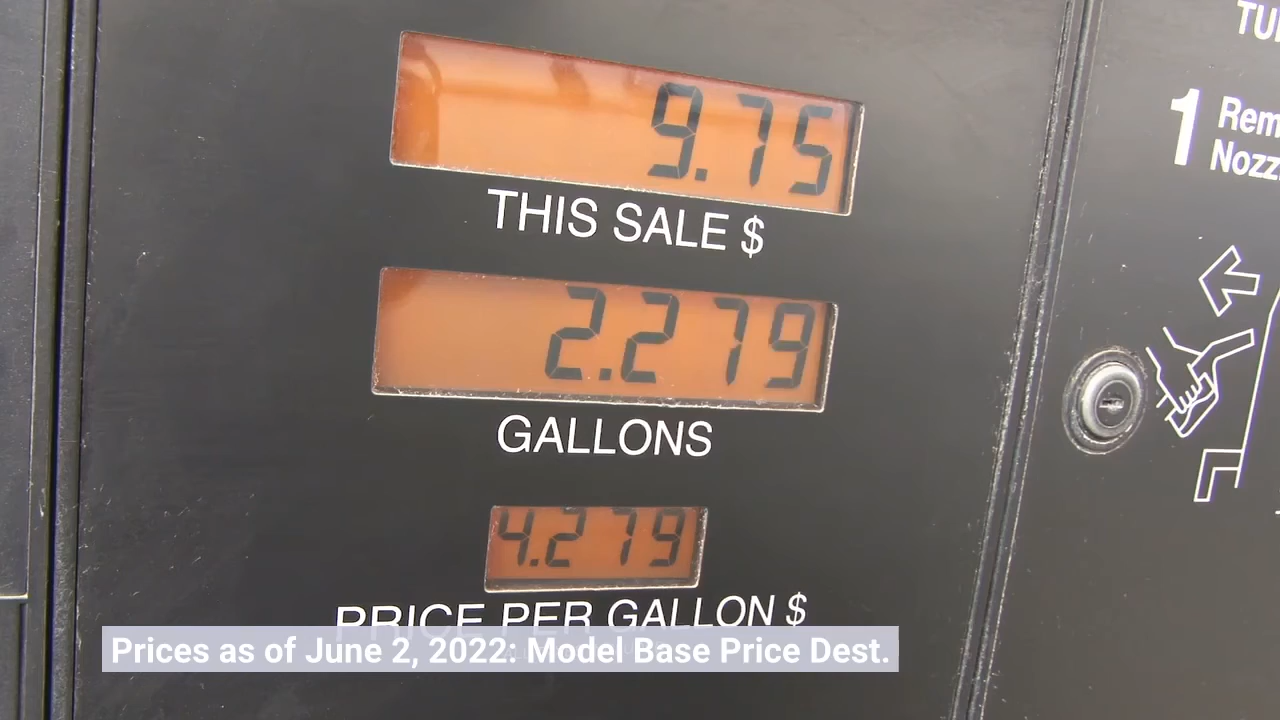 9.75
THIS SALE $
2.279
GALLONS
4.279
PRICE PER GALLON $
Prices as of June 2, 2022: Model Base Price Dest.
1